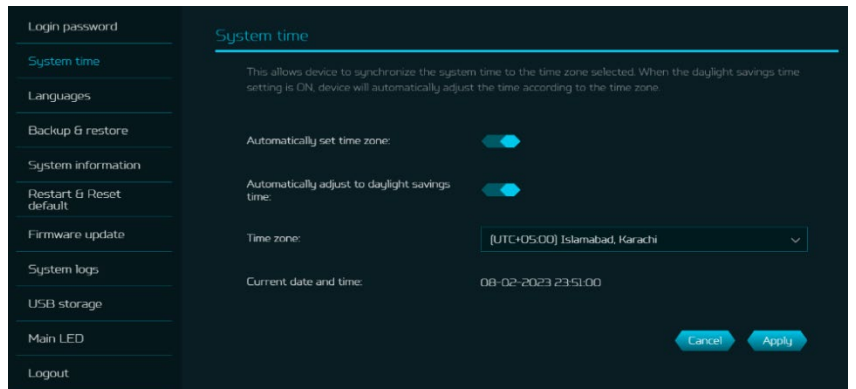 Login password
System time
Languages
Backup & restore
System information
Restart & Reset
default
Firmware update
System logs
USB storage
Main LED
Logout
System time
This allows device to synchronize the system time to the time zone selected. When the daylight savings time
setting is ON, device will automatically adjust the time according to the time zone.
Automatically set time zone:
Automatically adjust to daylight savings
time:
Time zone:
(UTC+05:00) Islamabad, Karachi
Current date and time:
08-02-2023 23:51:00
Cancel
Apply